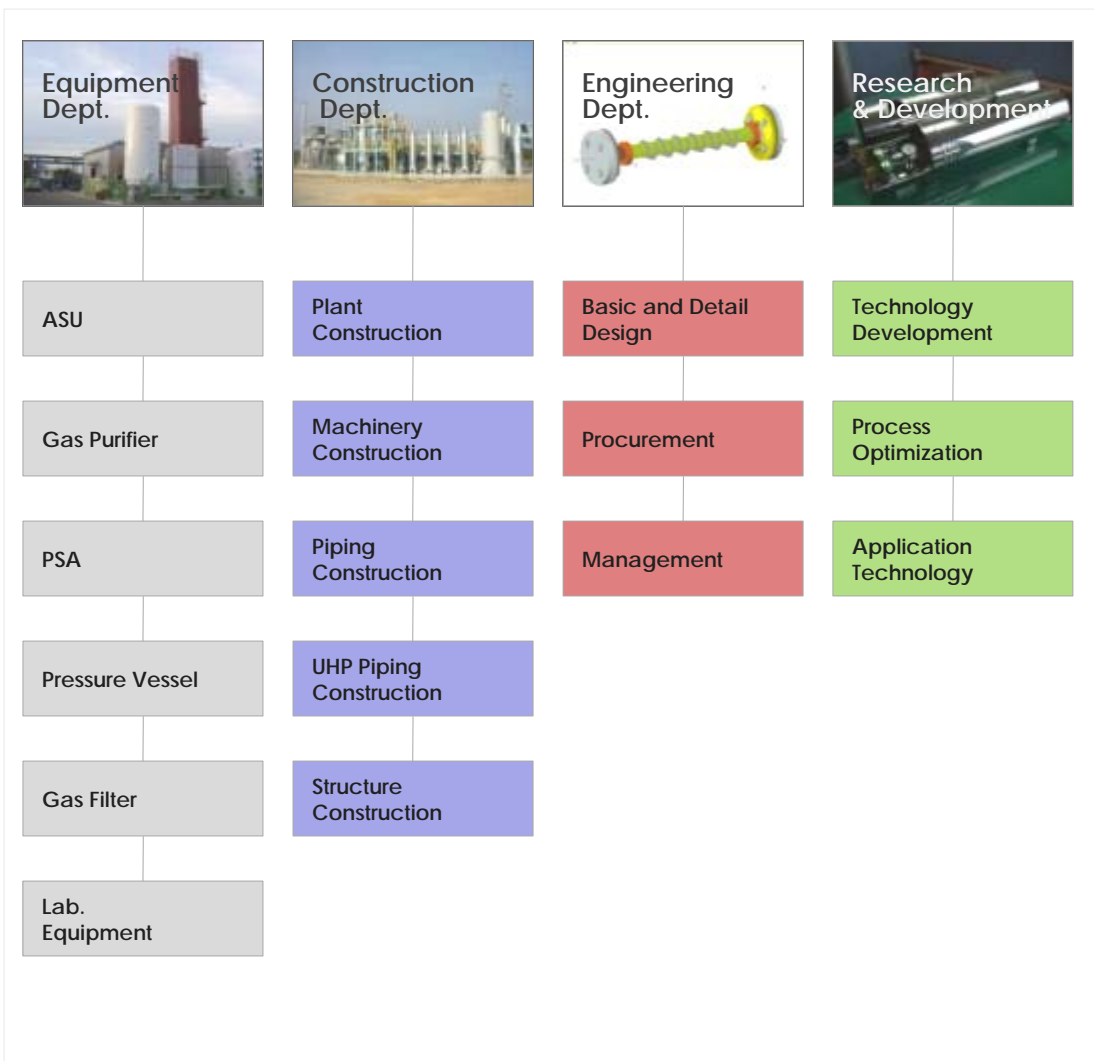 Equipment
Dept.
Construction
Dept.
Engineering
Dept.
Research
& Development
ASU
Gas Purifier
PSA
Pressure Vessel
Gas Filter
Lab.
Equipment
Plant
Construction
Machinery
Construction
Piping
Construction
UHP Piping
Construction
Structure
Construction
Basic and Detail
Design
Procurement
Management
Technology
Development
Process
Optimization
Application
Technology